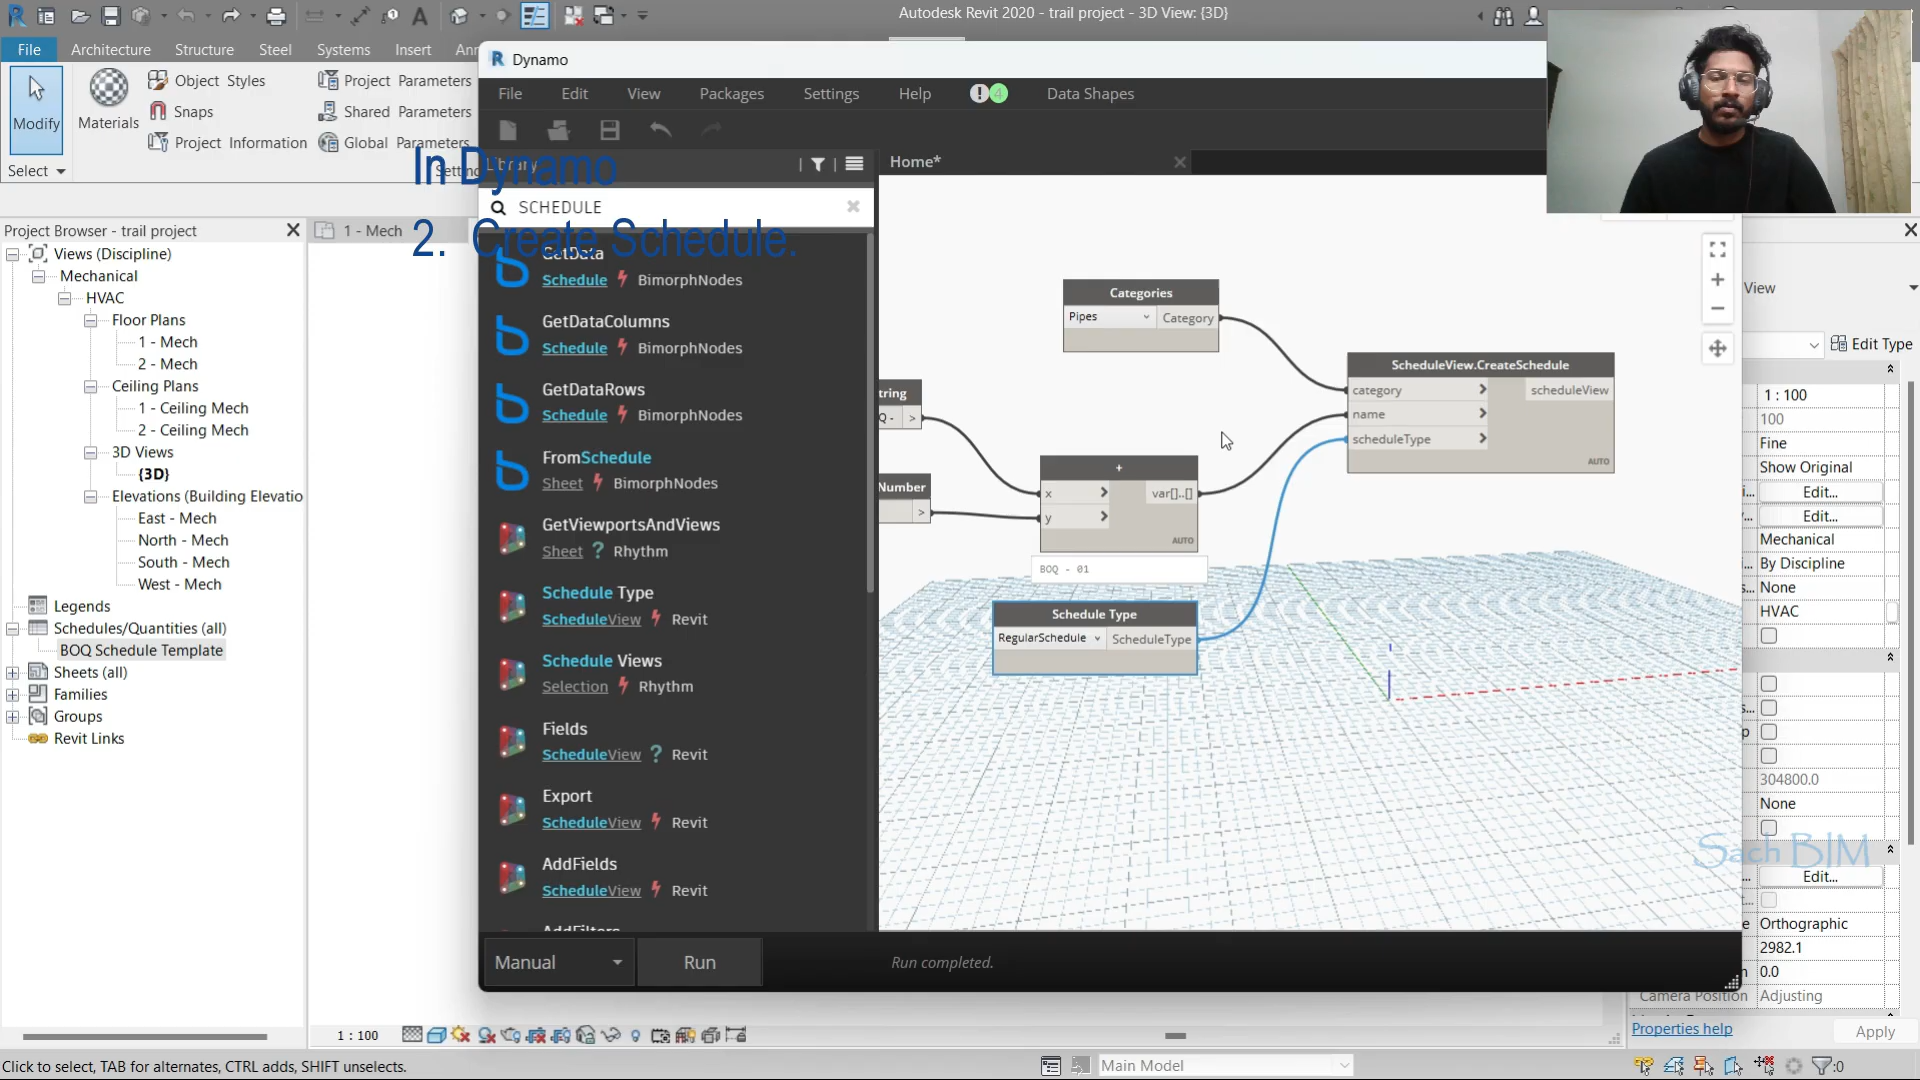 Autodesk Revit 2020 - trail project - 3D View: {3D}
File Architecture Structure Steel Systems Insert
Modify
Materials
Object Styles
Snaps
Project Information
Project Parameters
Shared Parameters
Global Parameters
Select
Dynamo
File Edit View Packages Settings Help 4 Data Shapes
In Dynamo
2. Create Schedule.
Library
Home*
SCHEDULE
Project Browser - trail project
1 - Mech
Views (Discipline)
Mechanical
HVAC
Floor Plans
1 - Mech
2 - Mech
Ceiling Plans
1 - Ceiling Mech
2 - Ceiling Mech
3D Views
{3D}
Elevations (Building Elevatio
East - Mech
North - Mech
South - Mech
West - Mech
Legends
Schedules/Quantities (all)
BOQ Schedule Template
Sheets (all)
Families
Groups
Revit Links
GetData
Schedule BimorphNodes
GetDataColumns
Schedule BimorphNodes
GetDataRows
Schedule BimorphNodes
FromSchedule
Sheet BimorphNodes
GetViewportsAndViews
Sheet ? Rhythm
Schedule Type
ScheduleView Revit
Schedule Views
Selection Rhythm
Fields
ScheduleView ? Revit
Export
ScheduleView Revit
AddFields
ScheduleView Revit
AddFilters
Categories
Pipes Category
tring
Q - >
Number
>
+
x > var[]..[]
y >
AUTO
BOQ - 01
Schedule Type
RegularSchedule ScheduleType
ScheduleView.CreateSchedule
category > scheduleView
name >
scheduleType >
AUTO
Manual
Run
Run completed.
View
Edit Type
1 : 100
100
Fine
Show Original
Edit...
Edit...
Mechanical
By Discipline
None
HVAC
304800.0
None
Sach BIM
Edit...
Orthographic
2982.1
0.0
Camera Position Adjusting
Properties help
Apply
1 : 100
Click to select, TAB for alternates, CTRL adds, SHIFT unselects.
Main Model
:0